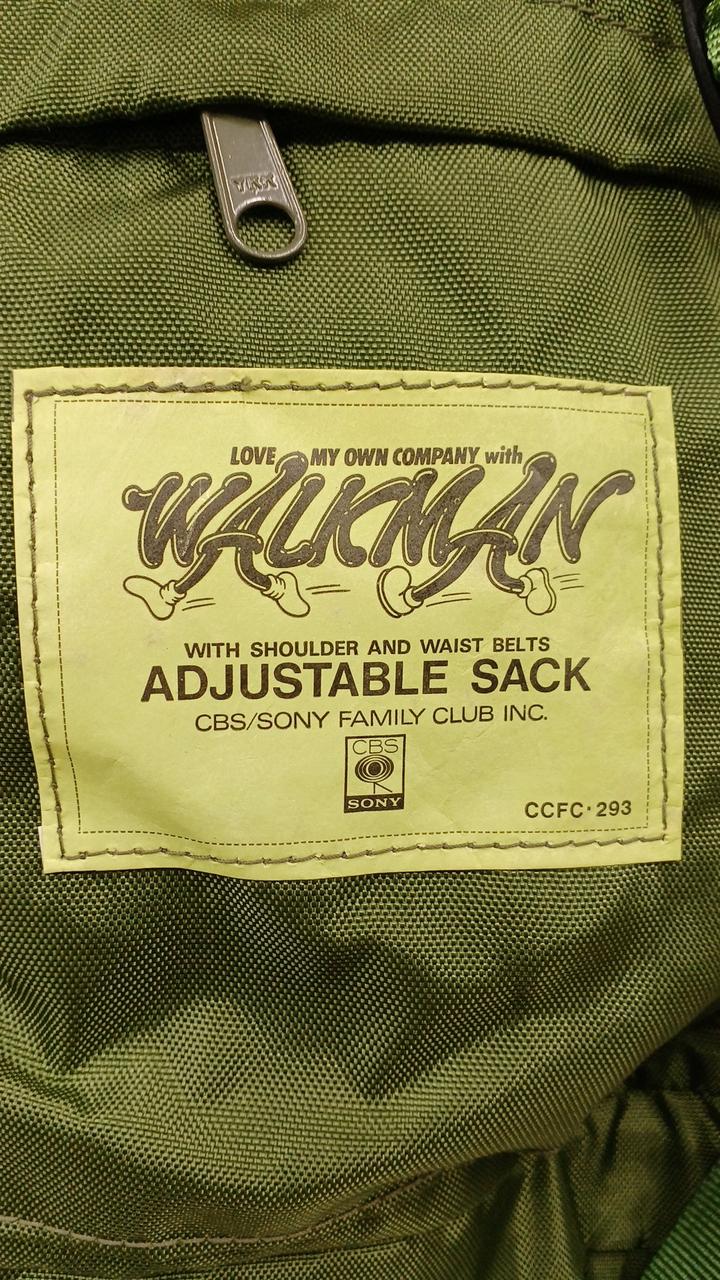 YKK
LOVE MY OWN COMPANY with
WALKMAN
WITH SHOULDER AND WAIST BELTS
ADJUSTABLE SACK
CBS/SONY FAMILY CLUB INC.
CBS
SONY
CCFC·293